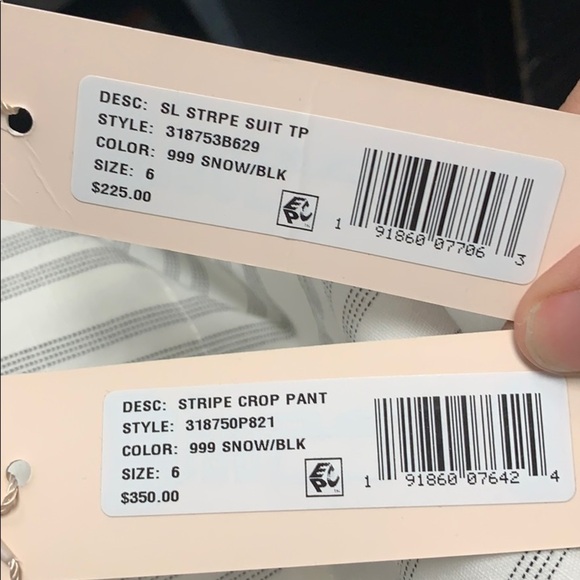 DESC: SL STRPE SUIT TP
STYLE: 318753B629
COLOR: 999 SNOW/BLK
SIZE: 6
$225.00
EPC
1 91860 07706 3
DESC: STRIPE CROP PANT
STYLE: 318750P821
COLOR: 999 SNOW/BLK
SIZE: 6
$350.00
EPC
1 91860 07642 4